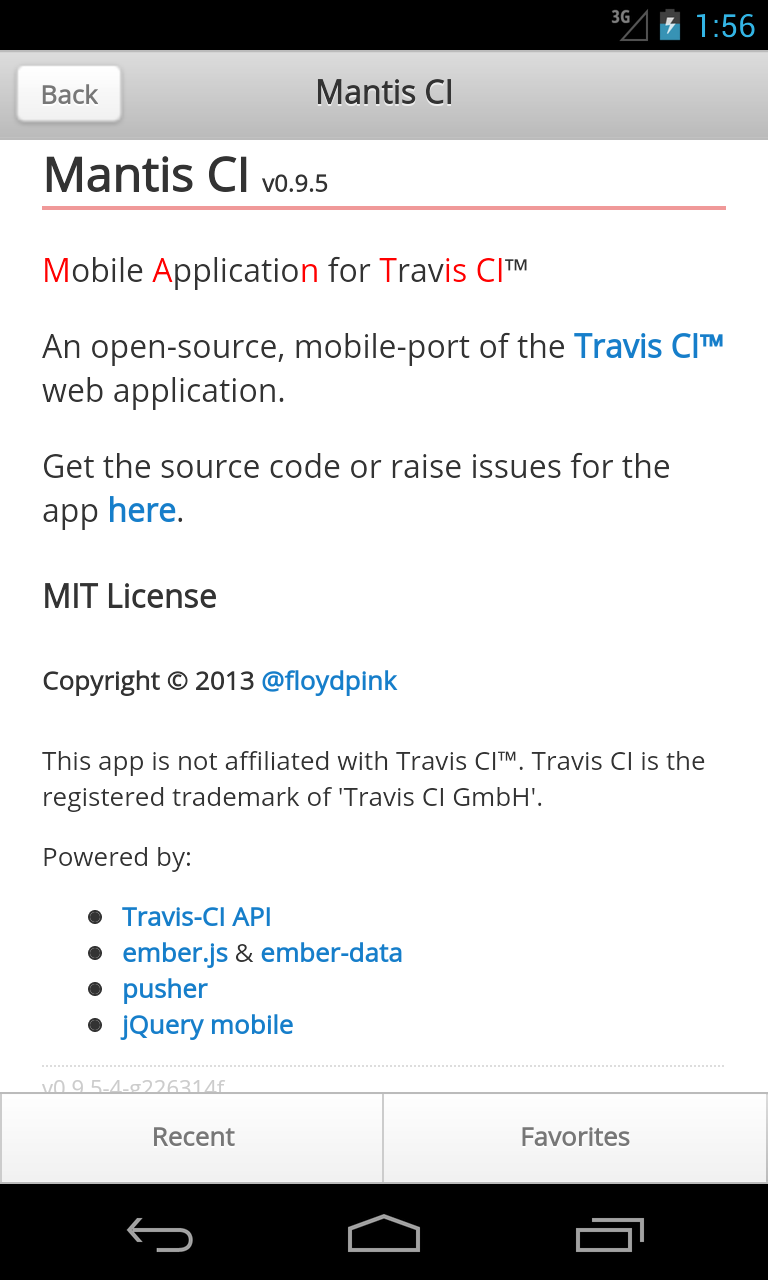 3G 1:56
Back Mantis CI
Mantis CI v0.9.5
Mobile Application for Travis CI™
An open-source, mobile-port of the Travis CI™
web application.
Get the source code or raise issues for the
app here.
MIT License
Copyright © 2013 @floydpink
This app is not affiliated with Travis CI™. Travis CI is the
registered trademark of 'Travis CI GmbH'.
Powered by:
Travis-CI API
ember.js & ember-data
pusher
jQuery mobile
v0.9.5-4-g226314f
Recent Favorites